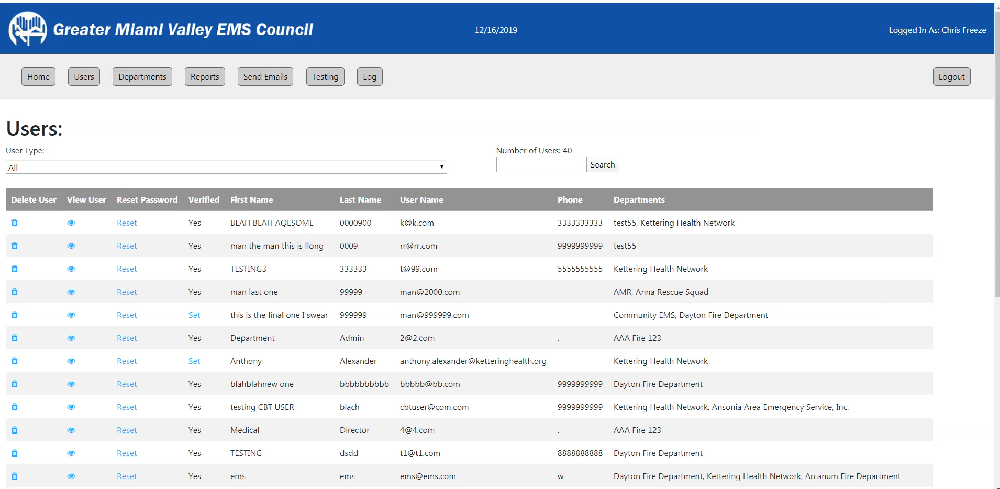 Greater Miami Valley EMS Council 12/16/2019 Logged In As: Chris Freeze
Home Users Departments Reports Send Emails Testing Log Logout
Users:
User Type: Number of Users: 40
All Search
Delete User View User Reset Password Verified First Name Last Name User Name Phone Departments
Reset Yes BLAH BLAH AQESOME 0000900 k@k.com 3333333333 test55, Kettering Health Network
Reset Yes man the man this is llong 0009 rr@rr.com 9999999999 test55
Reset Yes TESTING3 333333 t@99.com 5555555555 Kettering Health Network
Reset Yes man last one 99999 man@2000.com AMR, Anna Rescue Squad
Reset Set this is the final one I swear 999999 man@999999.com Community EMS, Dayton Fire Department
Reset Yes Department Admin 2@2.com . AAA Fire 123
Reset Set Anthony Alexander anthony.alexander@ketteringhealth.org Kettering Health Network
Reset Yes blahblahnew one bbbbbbbbbb bbbbb@bb.com 9999999999 Dayton Fire Department
Reset Yes testing CBT USER blach cbtuser@com.com 9999999999 Kettering Health Network, Ansonia Area Emergency Service, Inc.
Reset Yes Medical Director 4@4.com . AAA Fire 123
Reset Yes TESTING dsdd t1@t1.com 8888888888 Dayton Fire Department
Reset Yes ems ems ems@ems.com w Dayton Fire Department, Kettering Health Network, Arcanum Fire Department